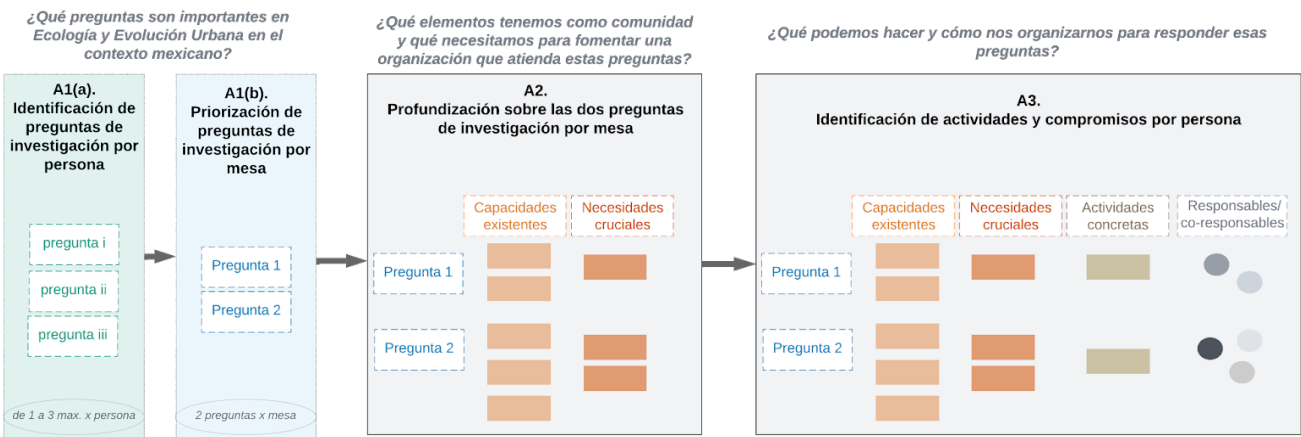 ¿Qué preguntas son importantes en
Ecología y Evolución Urbana en el
contexto mexicano?
¿Qué elementos tenemos como comunidad
y qué necesitamos para fomentar una
organización que atienda estas preguntas?
¿Qué podemos hacer y cómo nos organizarnos para responder esas
preguntas?
A1(a).
Identificación de
preguntas de
investigación por
persona
pregunta i
pregunta ii
pregunta iii
de 1 a 3 max. x persona
A1(b).
Priorización de
preguntas de
investigación por
mesa
Pregunta 1
Pregunta 2
2 preguntas x mesa
A2.
Profundización sobre las dos preguntas
de investigación por mesa
Capacidades
existentes
Necesidades
cruciales
Pregunta 1
Pregunta 2
A3.
Identificación de actividades y compromisos por persona
Capacidades
existentes
Necesidades
cruciales
Actividades
concretas
Responsables/
co-responsables
Pregunta 1
Pregunta 2